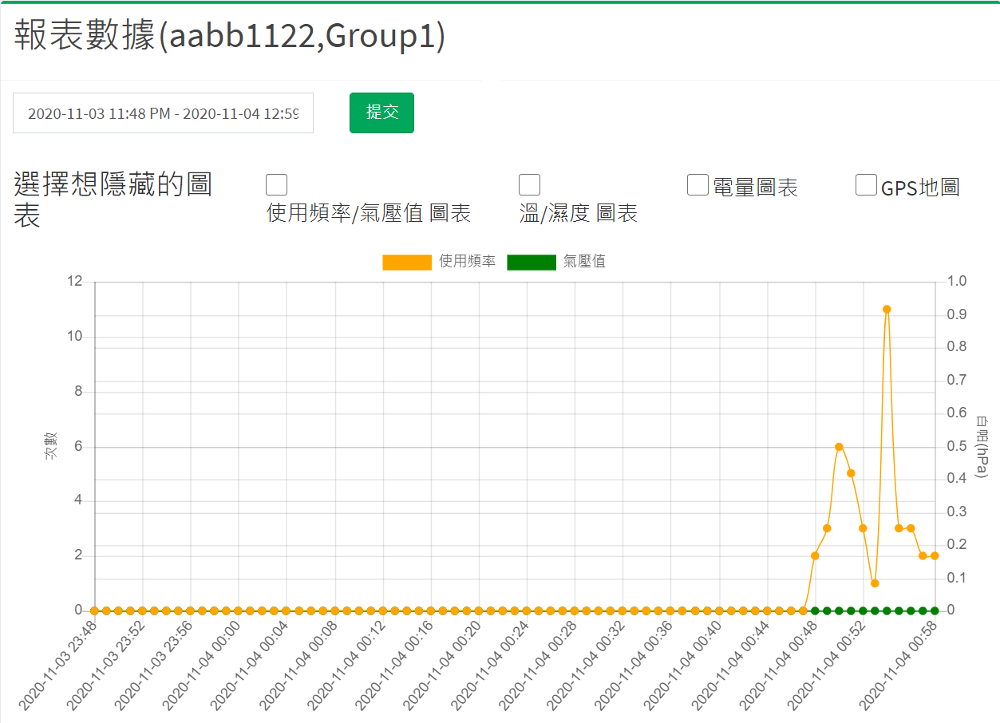 報表數據(aabb1122,Group1)
2020-11-03 11:48 PM - 2020-11-04 12:59
提交
選擇想隱藏的圖
表
使用頻率/氣壓值 圖表
溫/濕度 圖表
電量圖表
GPS地圖
使用頻率
氣壓值
12
10
8
6
4
2
0
次數
1.0
0.9
0.8
0.7
0.6
0.5
0.4
0.3
0.2
0.1
0
百帕(hPa)
2020-11-03 23:48
2020-11-03 23:52
2020-11-03 23:56
2020-11-04 00:00
2020-11-04 00:04
2020-11-04 00:08
2020-11-04 00:12
2020-11-04 00:16
2020-11-04 00:20
2020-11-04 00:24
2020-11-04 00:28
2020-11-04 00:32
2020-11-04 00:36
2020-11-04 00:40
2020-11-04 00:44
2020-11-04 00:48
2020-11-04 00:52
2020-11-04 00:58